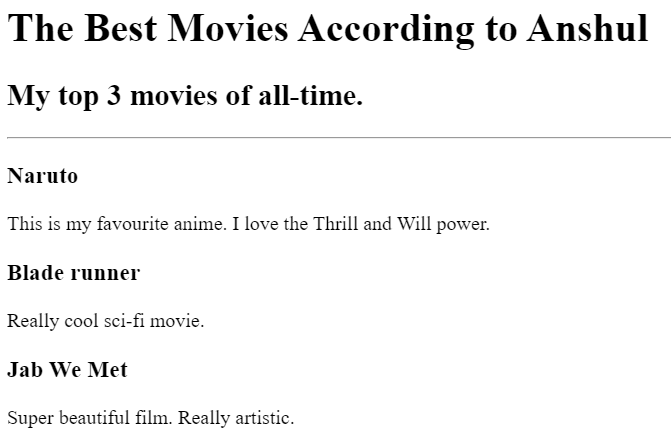 The Best Movies According to Anshul
My top 3 movies of all-time.
Naruto
This is my favourite anime. I love the Thrill and Will power.
Blade runner
Really cool sci-fi movie.
Jab We Met
Super beautiful film. Really artistic.